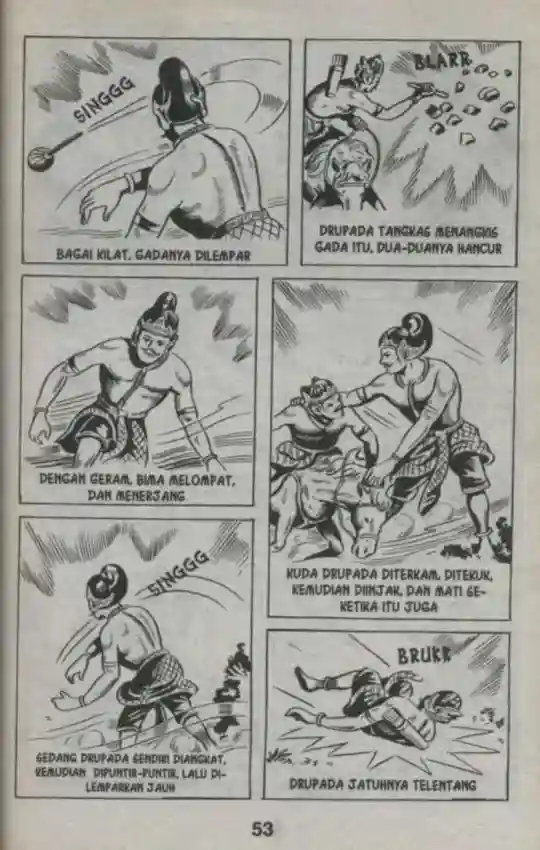 SINGGG
BAGAI KILAT, GADANYA DILEMPAR
BLARR
DRUPADA TANGKAS MENANGKIS
GADA ITU, DUA-DUANYA HANCUR
DENGAN GERAM, BIMA MELOMPAT,
DAN MENERJANG
KUDA DRUPADA DITERKAM, DITEKUK,
KEMUDIAN DIINJAK, DAN MATI SE-
KETIKA ITU JUGA
SINGGG
SEDANG DRUPADA SENDIRI DIANGKAT,
KEMUDIAN DIPUNTIR-PUNTIR, LALU DI-
LEMPARKAN JAUH
BRUKK
DRUPADA JATUHNYA TELENTANG
53